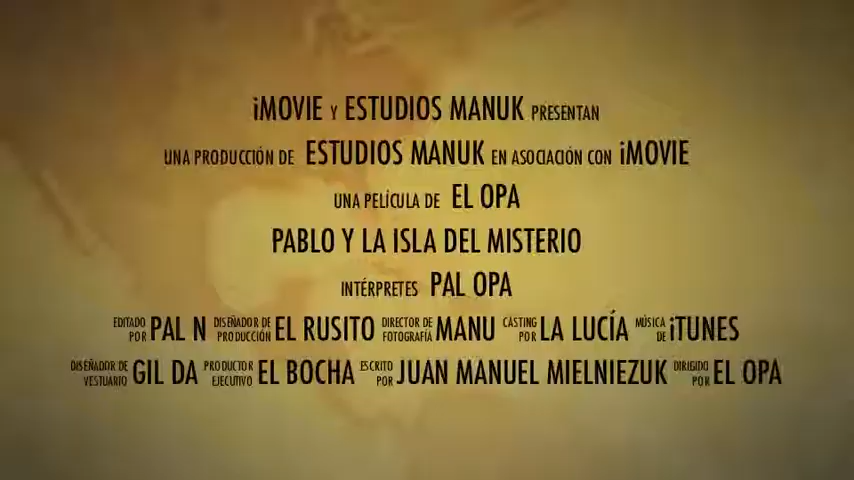 iMOVIE Y ESTUDIOS MANUK PRESENTAN
UNA PRODUCCIÓN DE ESTUDIOS MANUK EN ASOCIACIÓN CON iMOVIE
UNA PELÍCULA DE EL OPA
PABLO Y LA ISLA DEL MISTERIO
INTÉRPRETES PAL OPA
EDITADO POR PAL N DISEÑADOR DE PRODUCCIÓN EL RUSITO DIRECTOR DE FOTOGRAFÍA MANU CASTING POR LA LUCÍA MÚSICA DE iTUNES
DISEÑADOR DE VESTUARIO GIL DA PRODUCTOR EJECUTIVO EL BOCHA ESCRITO POR JUAN MANUEL MIELNIEZUK DIRIGIDO POR EL OPA